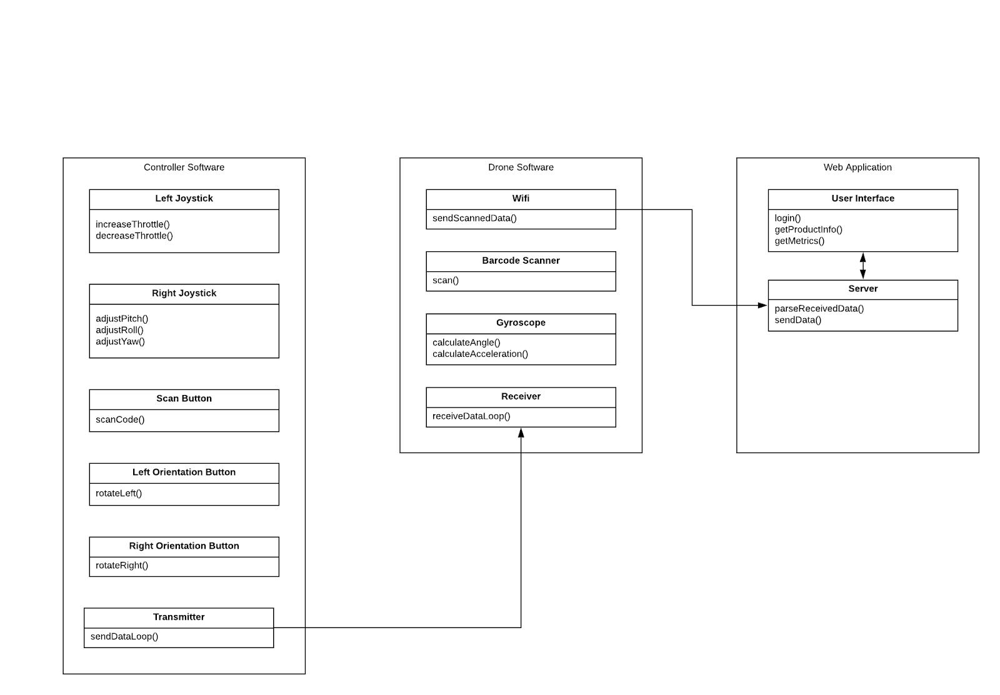 Controller Software
Left Joystick
increaseThrottle()
decreaseThrottle()
Right Joystick
adjustPitch()
adjustRoll()
adjustYaw()
Scan Button
scanCode()
Left Orientation Button
rotateLeft()
Right Orientation Button
rotateRight()
Transmitter
sendDataLoop()
Drone Software
Wifi
sendScannedData()
Barcode Scanner
scan()
Gyroscope
calculateAngle()
calculateAcceleration()
Receiver
receiveDataLoop()
Web Application
User Interface
login()
getProductInfo()
getMetrics()
Server
parseReceivedData()
sendData()